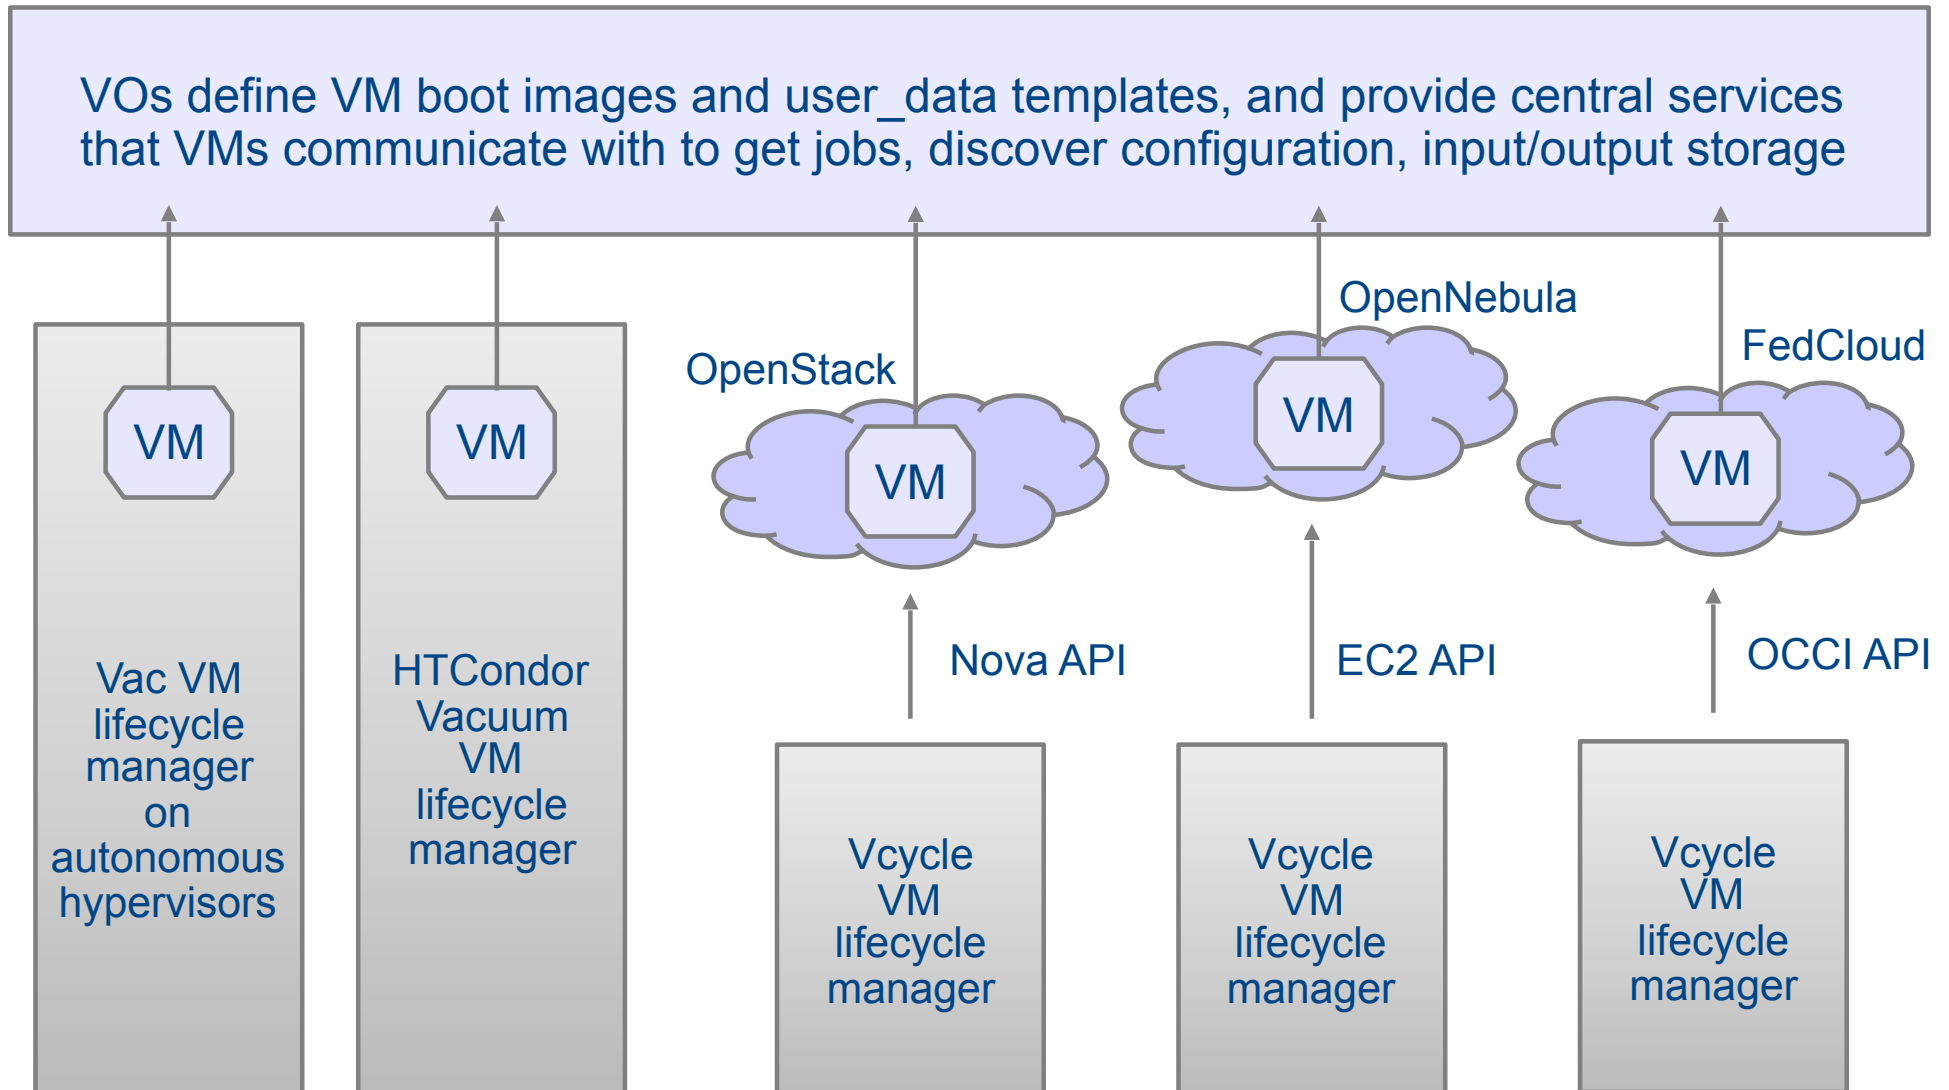 VOs define VM boot images and user_data templates, and provide central services
that VMs communicate with to get jobs, discover configuration, input/output storage
OpenNebula
FedCloud
OpenStack
VM
VM
VM
VM
VM
Nova API
EC2 API
OCCI API
Vac VM
lifecycle
manager
on
autonomous
hypervisors
HTCondor
Vacuum
VM
lifecycle
manager
Vcycle
VM
lifecycle
manager
Vcycle
VM
lifecycle
manager
Vcycle
VM
lifecycle
manager